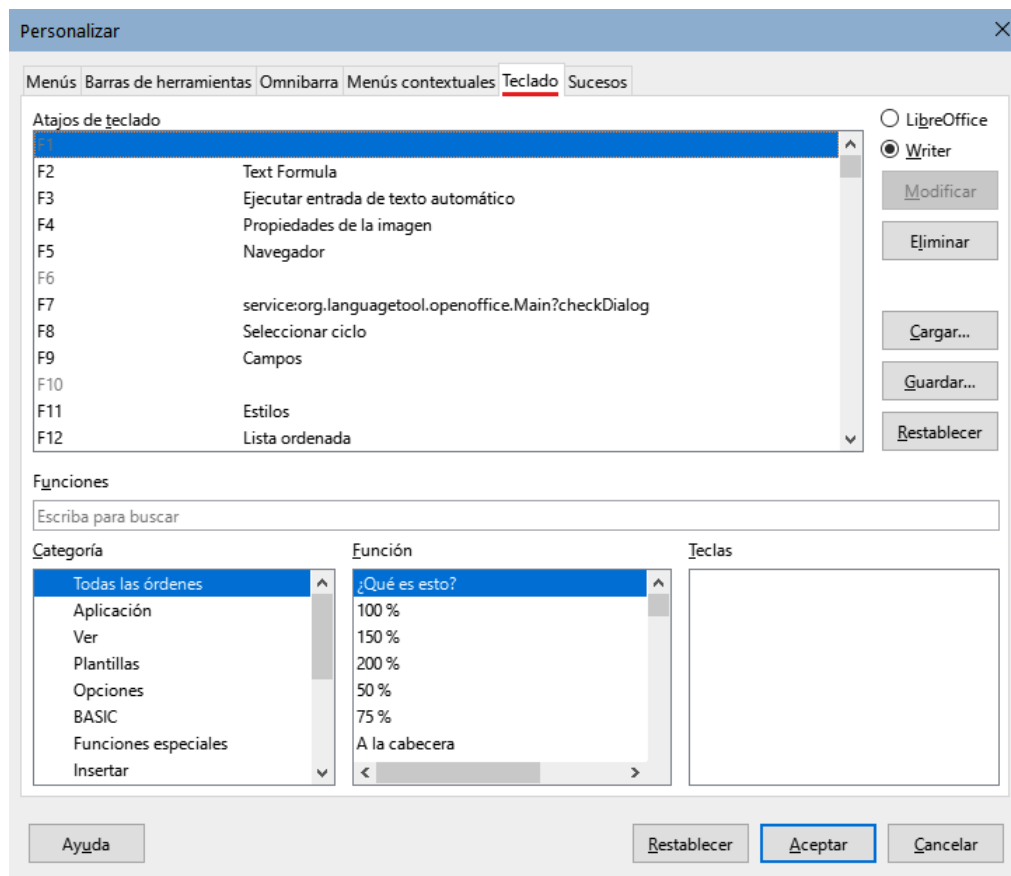 Personalizar
Menús Barras de herramientas Omnibarra Menús contextuales Teclado Sucesos
Atajos de teclado
LibreOffice
Writer
Modificar
Eliminar
Cargar...
Guardar...
Restablecer
F1
F2 Text Formula
F3 Ejecutar entrada de texto automático
F4 Propiedades de la imagen
F5 Navegador
F6
F7 service:org.languagetool.openoffice.Main?checkDialog
F8 Seleccionar ciclo
F9 Campos
F10
F11 Estilos
F12 Lista ordenada
Funciones
Escriba para buscar
Categoría
Todas las órdenes
Aplicación
Ver
Plantillas
Opciones
BASIC
Funciones especiales
Insertar
Función
¿Qué es esto?
100 %
150 %
200 %
50 %
75 %
A la cabecera
Teclas
Ayuda Restablecer Aceptar Cancelar